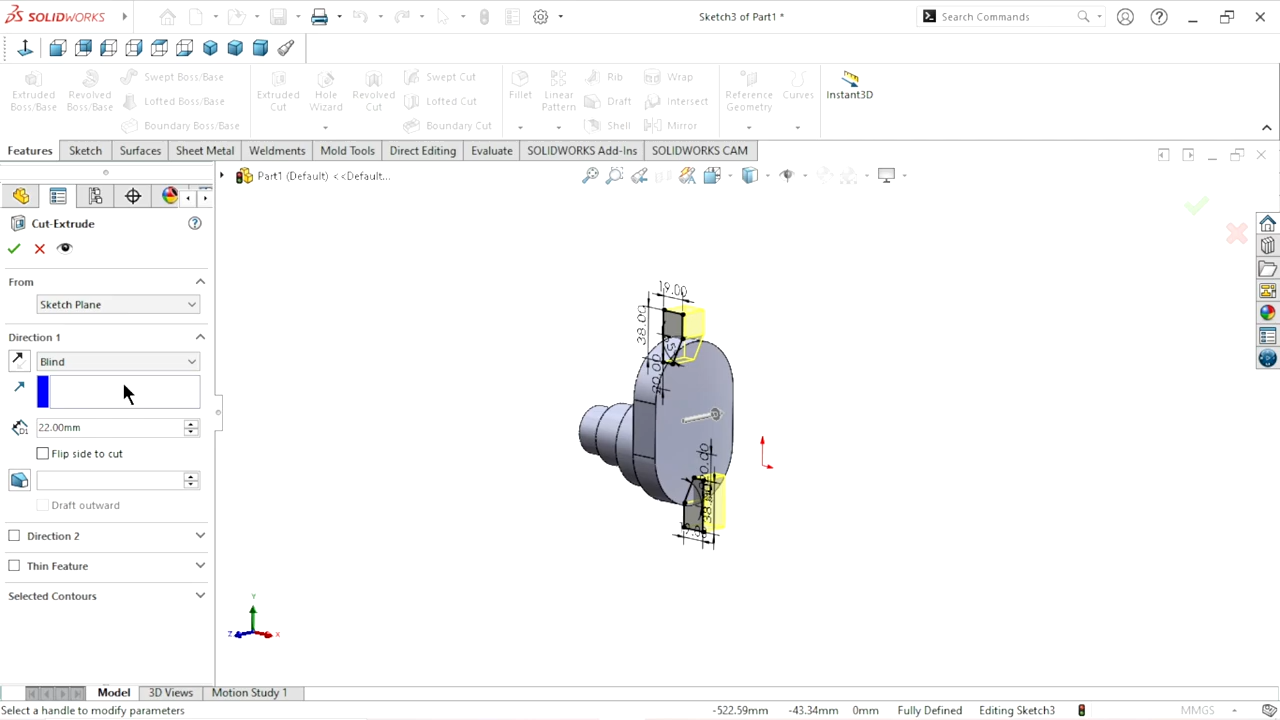 SOLIDWORKS
Sketch3 of Part1 *
Search Commands
Extruded Boss/Base
Revolved Boss/Base
Swept Boss/Base
Lofted Boss/Base
Boundary Boss/Base
Extruded Cut
Hole Wizard
Revolved Cut
Swept Cut
Lofted Cut
Boundary Cut
Fillet
Linear Pattern
Rib
Draft
Shell
Wrap
Intersect
Mirror
Reference Geometry
Curves
Instant3D
Features
Sketch
Surfaces
Sheet Metal
Weldments
Mold Tools
Direct Editing
Evaluate
SOLIDWORKS Add-Ins
SOLIDWORKS CAM
Part1 (Default) <<Default...
Cut-Extrude
From
Sketch Plane
Direction 1
Blind
22.00mm
Flip side to cut
Draft outward
Direction 2
Thin Feature
Selected Contours
19.00
38.00
Y
Z
X
Model
3D Views
Motion Study 1
Select a handle to modify parameters
-522.59mm
-43.34mm
0mm
Fully Defined
Editing Sketch3
MMGS